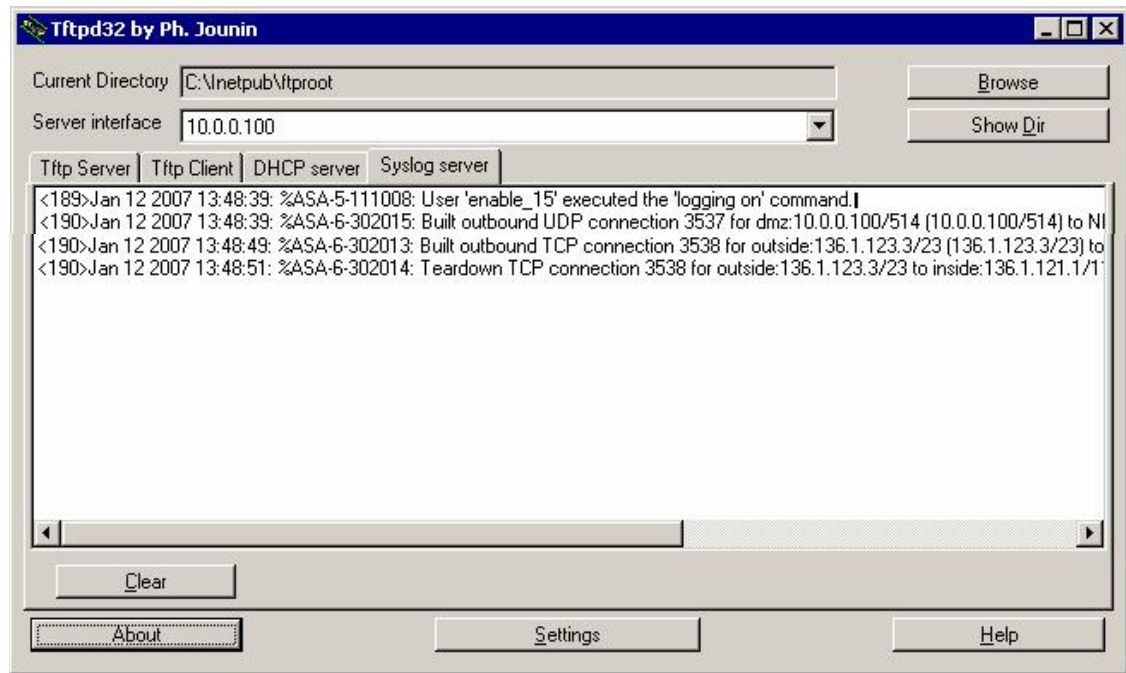 Tftpd32 by Ph. Jounin
Current Directory C:\Inetpub\ftproot Browse
Server interface 10.0.0.100 Show Dir
Tftp Server Tftp Client DHCP server Syslog server
<189>Jan 12 2007 13:48:39: %ASA-5-111008: User 'enable_15' executed the 'logging on' command.
<190>Jan 12 2007 13:48:39: %ASA-6-302015: Built outbound UDP connection 3537 for dmz:10.0.0.100/514 (10.0.0.100/514) to
<190>Jan 12 2007 13:48:49: %ASA-6-302013: Built outbound TCP connection 3538 for outside:136.1.123.3/23 (136.1.123.3/23) to
<190>Jan 12 2007 13:48:51: %ASA-6-302014: Teardown TCP connection 3538 for outside:136.1.123.3/23 to inside:136.1.121.1/1
Clear
About Settings Help